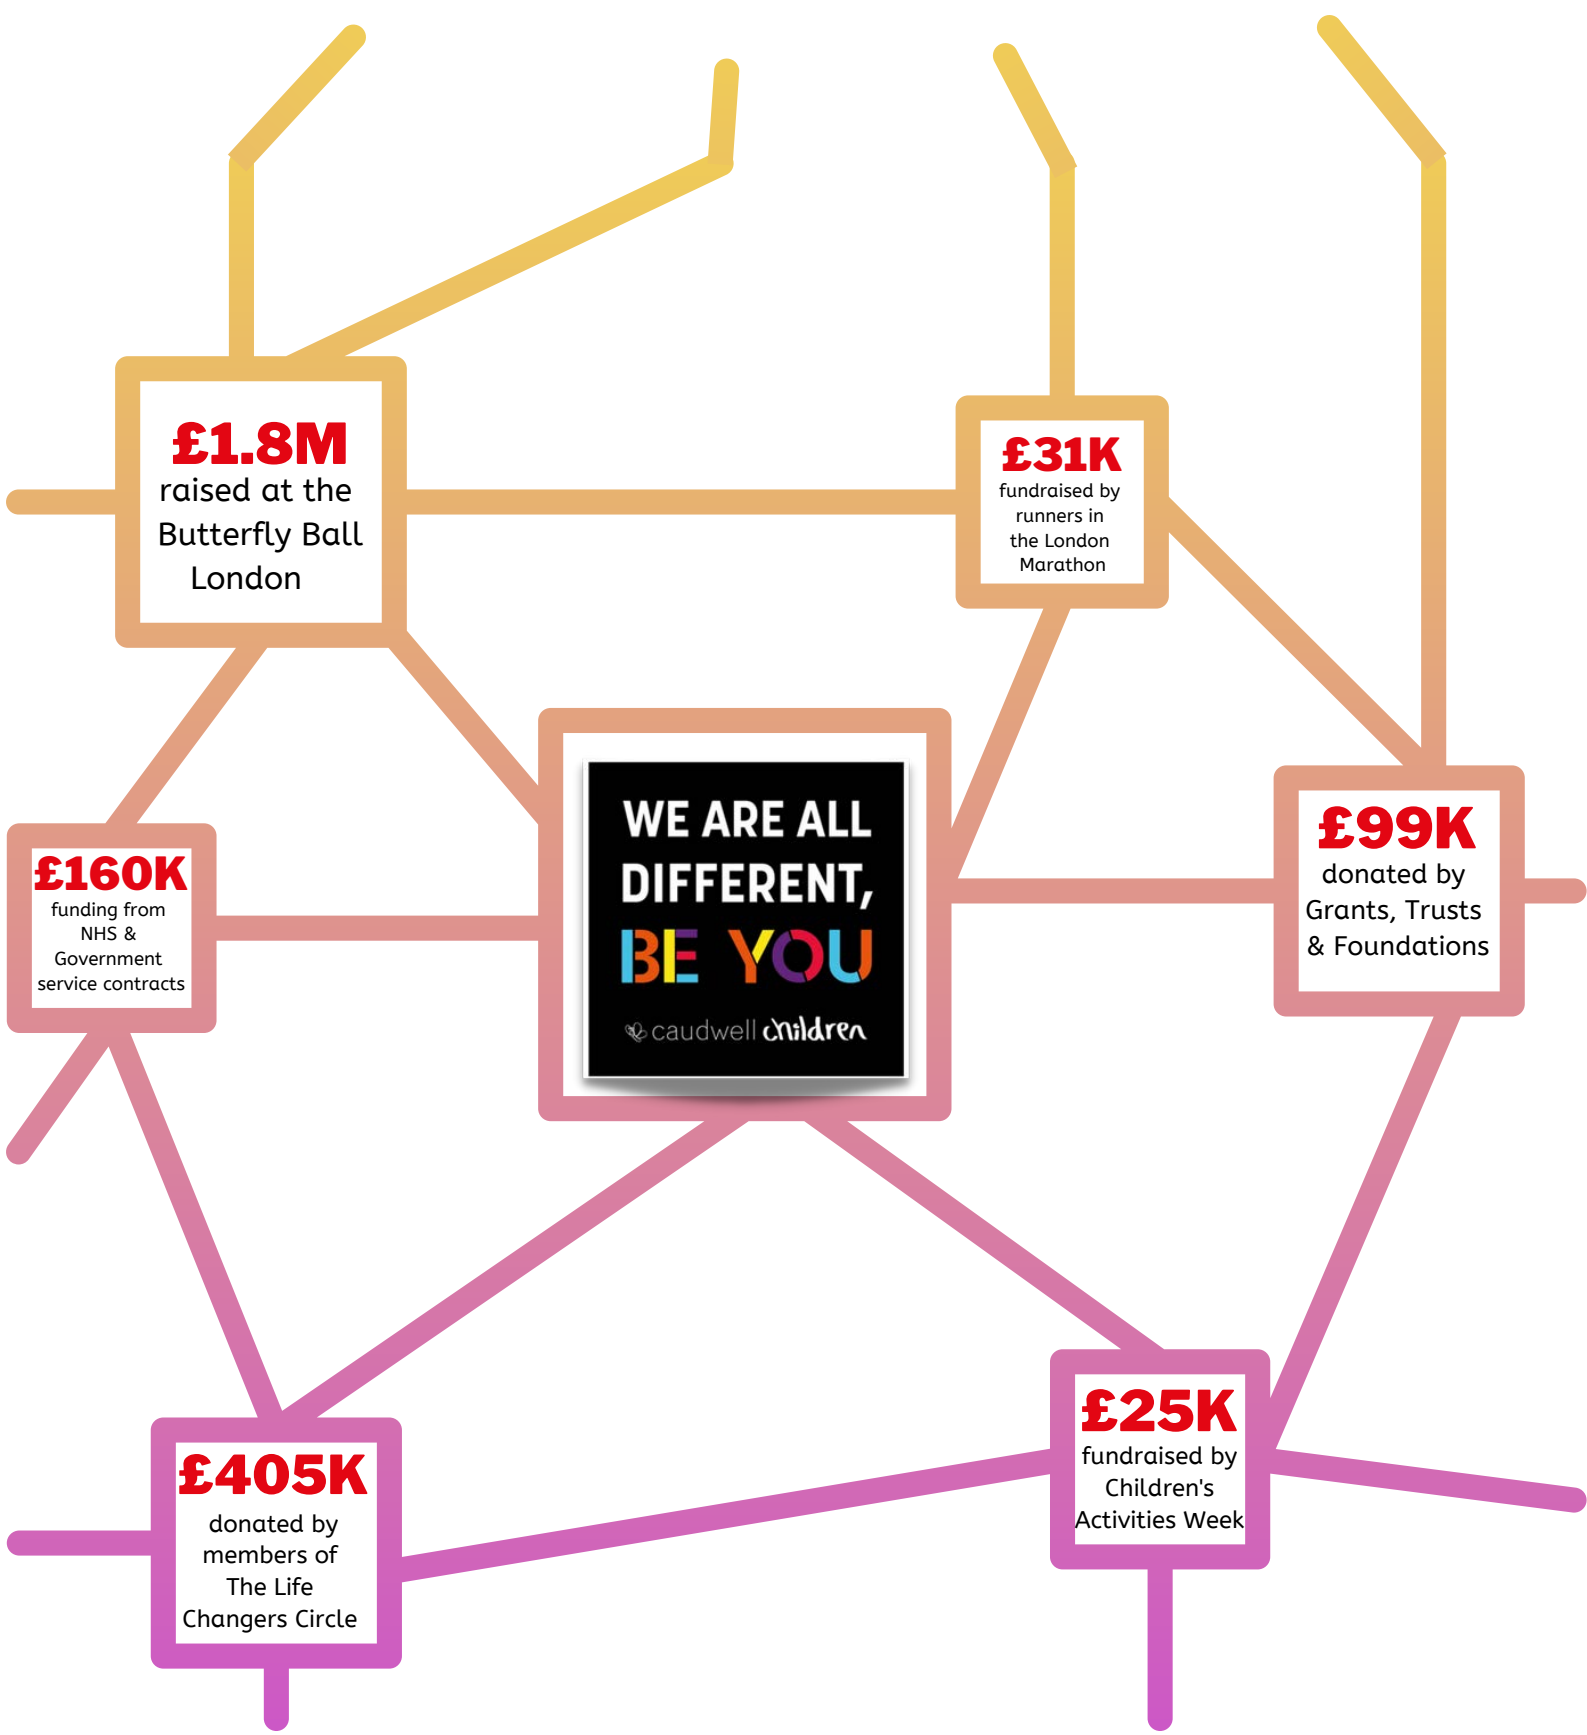 £1.8M
raised at the
Butterfly Ball
London
£31K
fundraised by
runners in
the London
Marathon
£160K
funding from
NHS &
Government
service contracts
WE ARE ALL
DIFFERENT,
BE YOU
caudwell children
£99K
donated by
Grants, Trusts
& Foundations
£405K
donated by
members of
The Life
Changers Circle
£25K
fundraised by
Children's
Activities Week